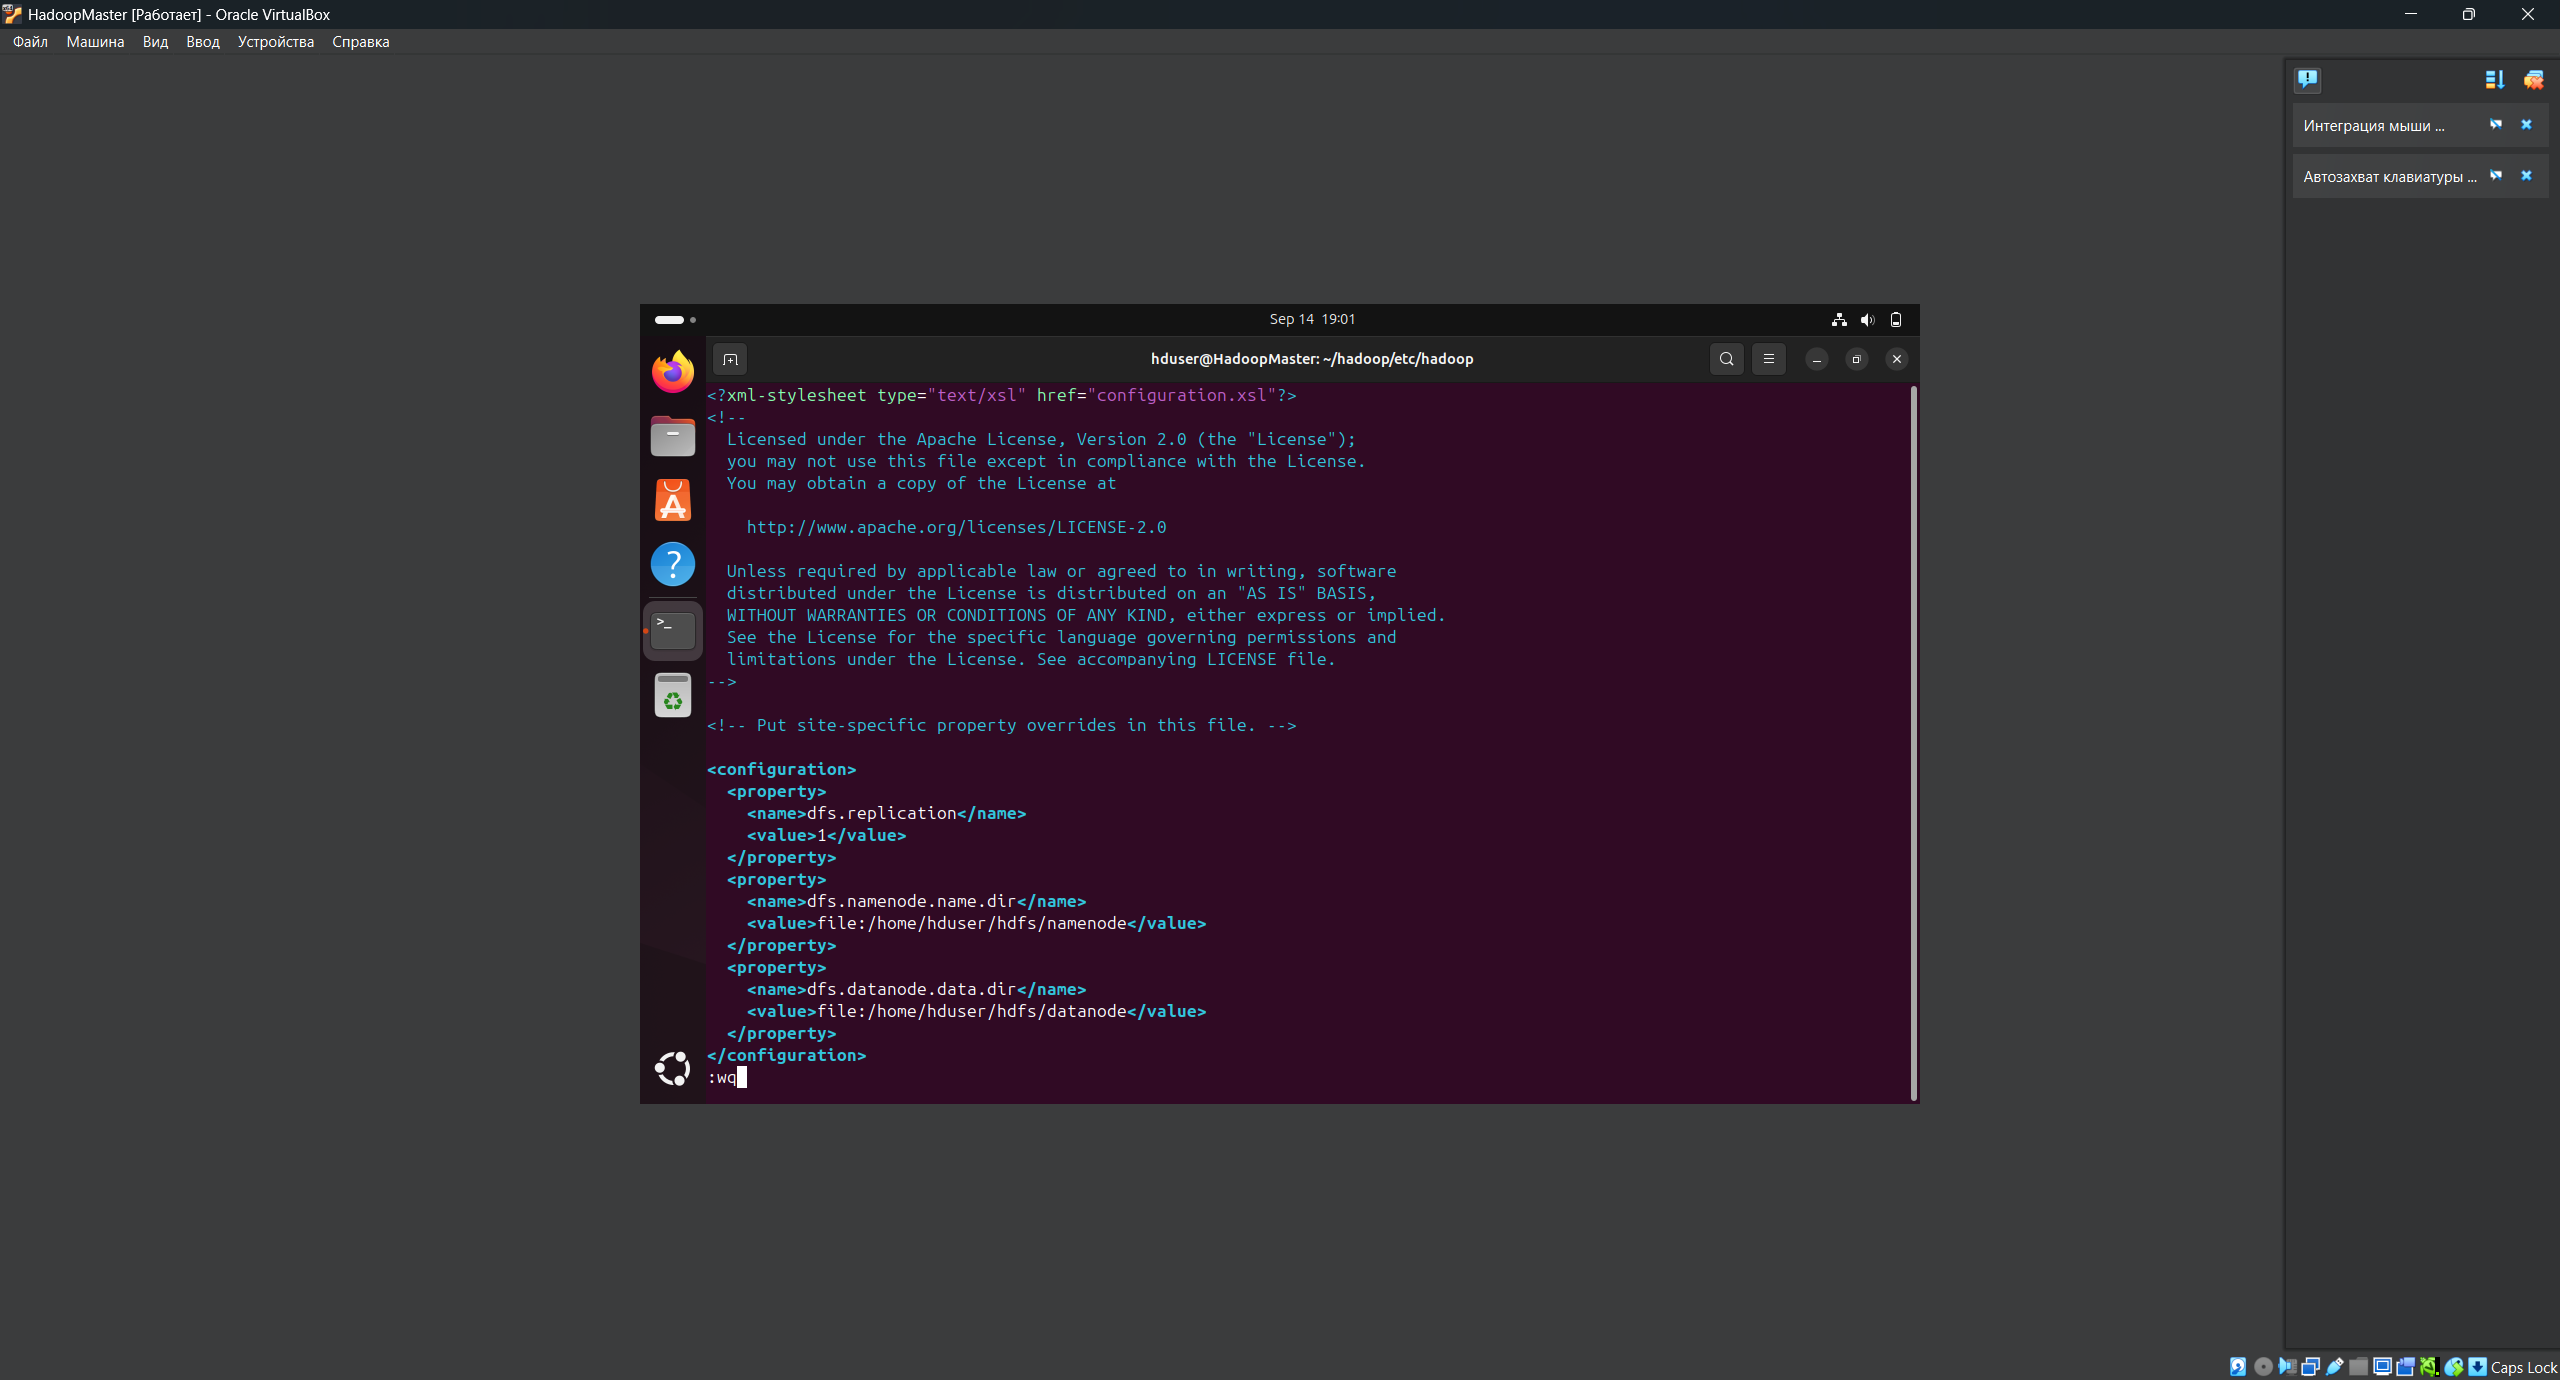 HadoopMaster [Работает] - Oracle VirtualBox
Файл Машина Вид Ввод Устройства Справка
Интеграция мыши ...
Автозахват клавиатуры ...
Sep 14 19:01
hduser@HadoopMaster: ~/hadoop/etc/hadoop
<?xml-stylesheet type="text/xsl" href="configuration.xsl"?>
<!--
Licensed under the Apache License, Version 2.0 (the "License");
you may not use this file except in compliance with the License.
You may obtain a copy of the License at
http://www.apache.org/licenses/LICENSE-2.0
Unless required by applicable law or agreed to in writing, software
distributed under the License is distributed on an "AS IS" BASIS,
WITHOUT WARRANTIES OR CONDITIONS OF ANY KIND, either express or implied.
See the License for the specific language governing permissions and
limitations under the License. See accompanying LICENSE file.
-->
<!-- Put site-specific property overrides in this file. -->
<configuration>
<property>
<name>dfs.replication</name>
<value>1</value>
</property>
<property>
<name>dfs.namenode.name.dir</name>
<value>file:/home/hduser/hdfs/namenode</value>
</property>
<property>
<name>dfs.datanode.data.dir</name>
<value>file:/home/hduser/hdfs/datanode</value>
</property>
</configuration>
:wq
Caps Lock